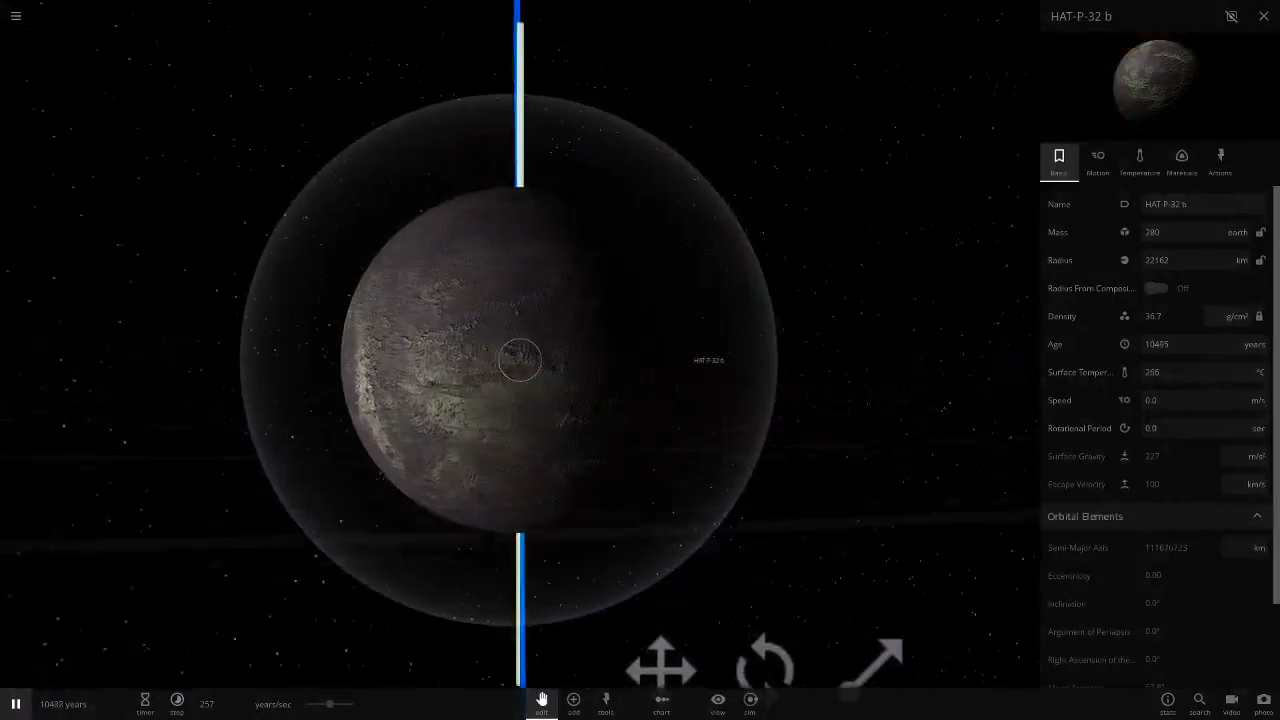 HAT-P-32 b
Basic
Motion
Temperature
Materials
Actions
Name HAT-P-32 b
Mass 280 earth
Radius 22162 km
Radius From Composi... Off
Density 36.7 g/cm³
Age 10495 years
Surface Temper... 266 °C
Speed 0.0 m/s
Rotational Period 0.0 sec
Surface Gravity 227 m/s²
Escape Velocity 100 km/s
Orbital Elements
Semi-Major Axis 111676723 km
Eccentricity 0.00
Inclination 0.0°
Argument of Periapsis 0.0°
Right Ascension of the... 0.0°
HAT-P-32 b
10433 years
timer
step
257 years/sec
edit
add
tools
chart
view
sim
stats
search
video
photo